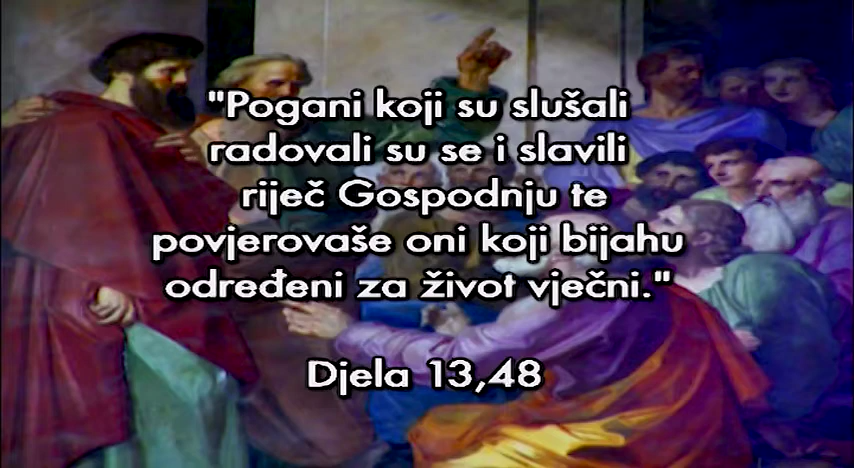 "Pogani koji su slušali
radovali su se i slavili
riječ Gospodnju te
povjerovaše oni koji bijahu
određeni za život vječni."
Djela 13,48